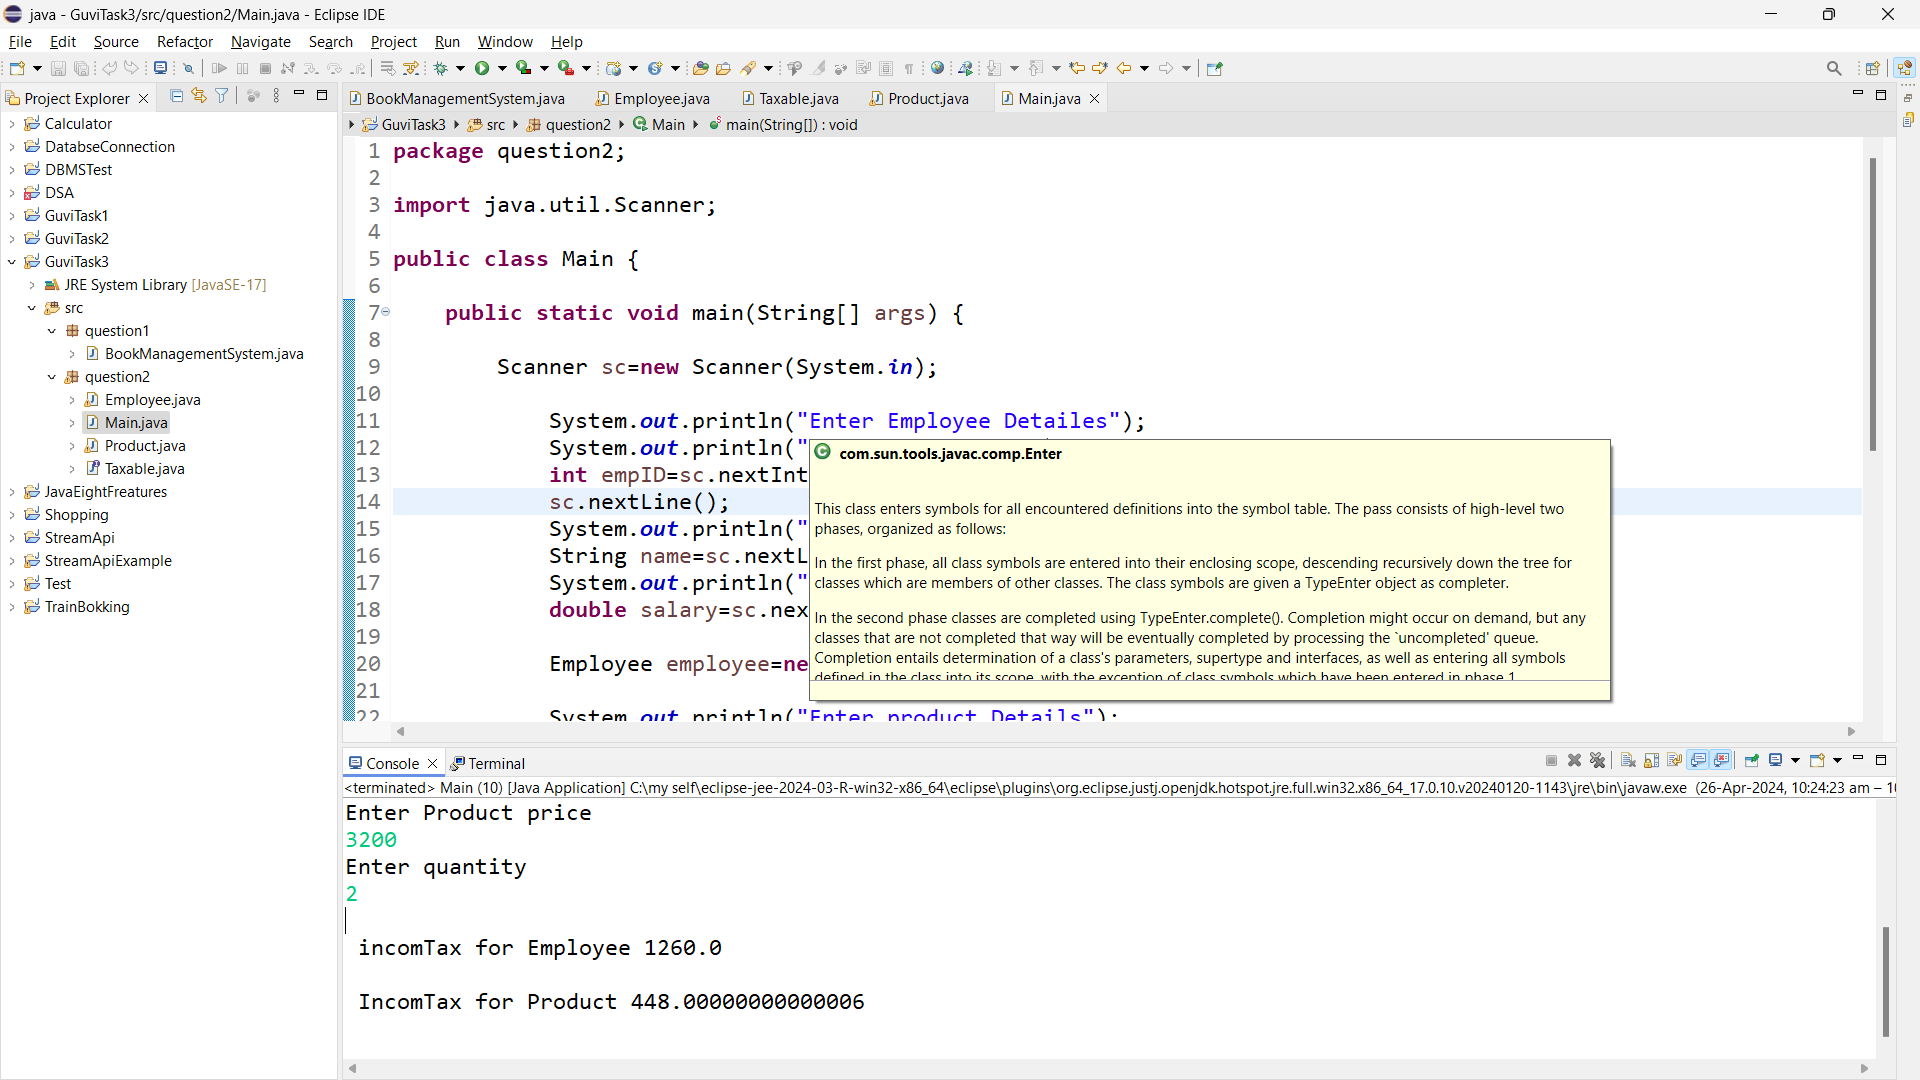 java - GuviTask3/src/question2/Main.java - Eclipse IDE
File Edit Source Refactor Navigate Search Project Run Window Help
Project Explorer
Calculator
DatabseConnection
DBMSTest
DSA
GuviTask1
GuviTask2
GuviTask3
JRE System Library [JavaSE-17]
src
question1
BookManagementSystem.java
question2
Employee.java
Main.java
Product.java
Taxable.java
JavaEightFreatures
Shopping
StreamApi
StreamApiExample
Test
TrainBokking
BookManagementSystem.java Employee.java Taxable.java Product.java Main.java
GuviTask3 src question2 Main main(String[]) : void
1 package question2;
2
3 import java.util.Scanner;
4
5 public class Main {
6
7 public static void main(String[] args) {
8
9 Scanner sc=new Scanner(System.in);
10
11 System.out.println("Enter Employee Detailes");
12 System.out.println("
13 int empID=sc.nextInt
14 sc.nextLine();
15 System.out.println("
16 String name=sc.nextL
17 System.out.println("
18 double salary=sc.nex
19
20 Employee employee=ne
21
22 System.out.println("Enter product Details");
com.sun.tools.javac.comp.Enter
This class enters symbols for all encountered definitions into the symbol table. The pass consists of high-level two
phases, organized as follows:
In the first phase, all class symbols are entered into their enclosing scope, descending recursively down the tree for
classes which are members of other classes. The class symbols are given a TypeEnter object as completer.
In the second phase classes are completed using TypeEnter.complete(). Completion might occur on demand, but any
classes that are not completed that way will be eventually completed by processing the `uncompleted' queue.
Completion entails determination of a class's parameters, supertype and interfaces, as well as entering all symbols
defined in the class into its scope, with the exception of class symbols which have been entered in phase 1.
Console Terminal
<terminated> Main (10) [Java Application] C:\my self\eclipse-jee-2024-03-R-win32-x86_64\eclipse\plugins\org.eclipse.justj.openjdk.hotspot.jre.full.win32.x86_64_17.0.10.v20240120-1143\jre\bin\javaw.exe (26-Apr-2024, 10:24:23 am – 10
Enter Product price
3200
Enter quantity
2
incomTax for Employee 1260.0
IncomTax for Product 448.00000000000006